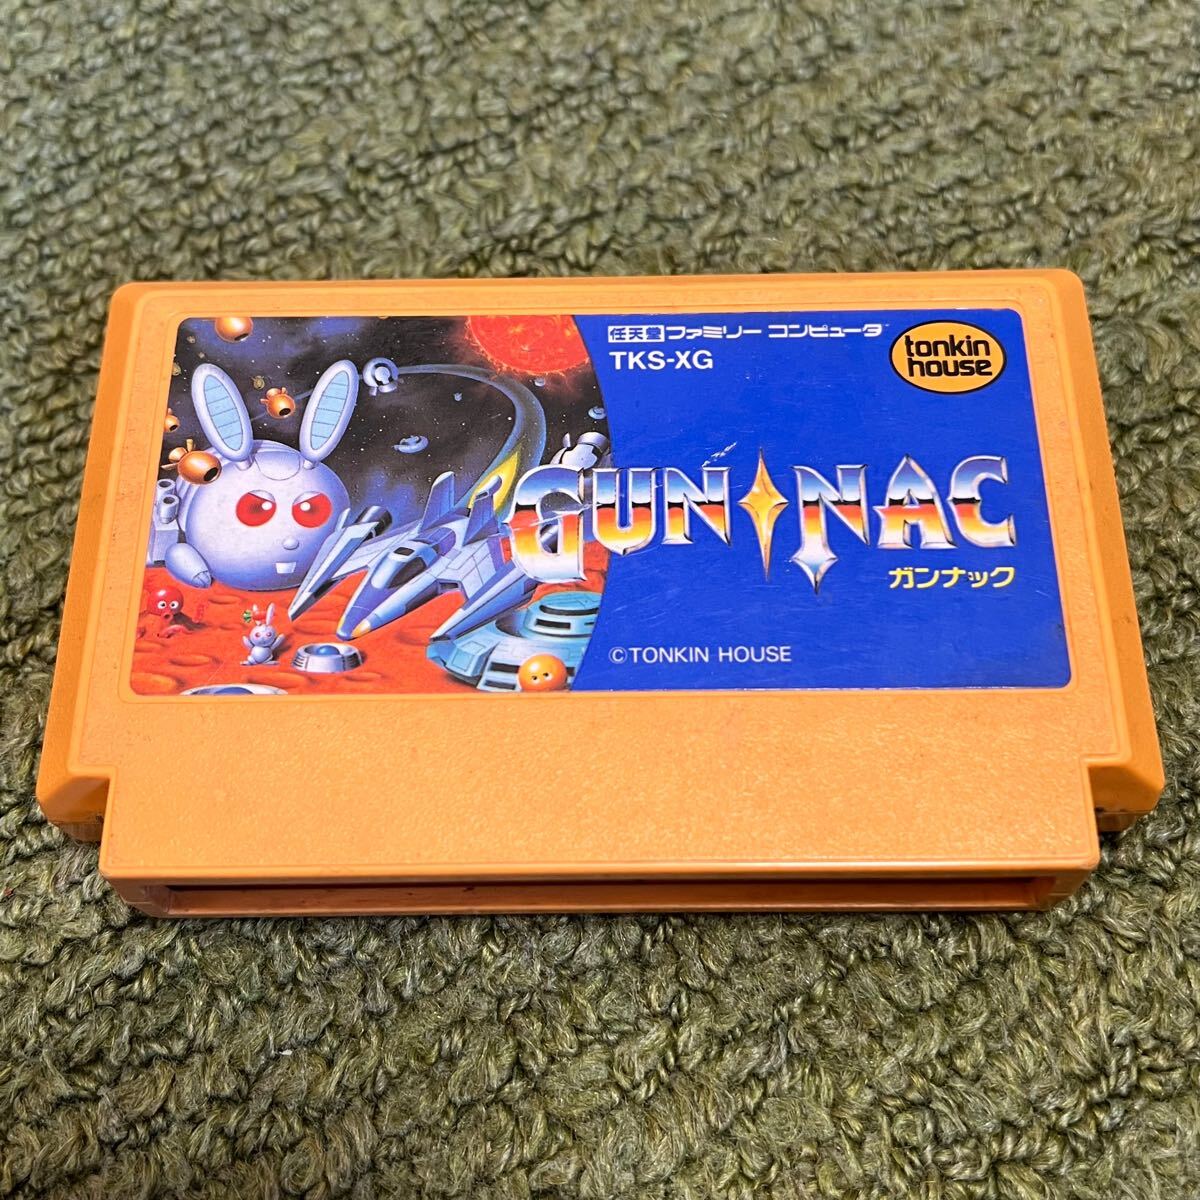 任天堂 ファミリー コンピュータ
TKS-XG
tonkin
house
GUN NAC
ガンナック
©TONKIN HOUSE